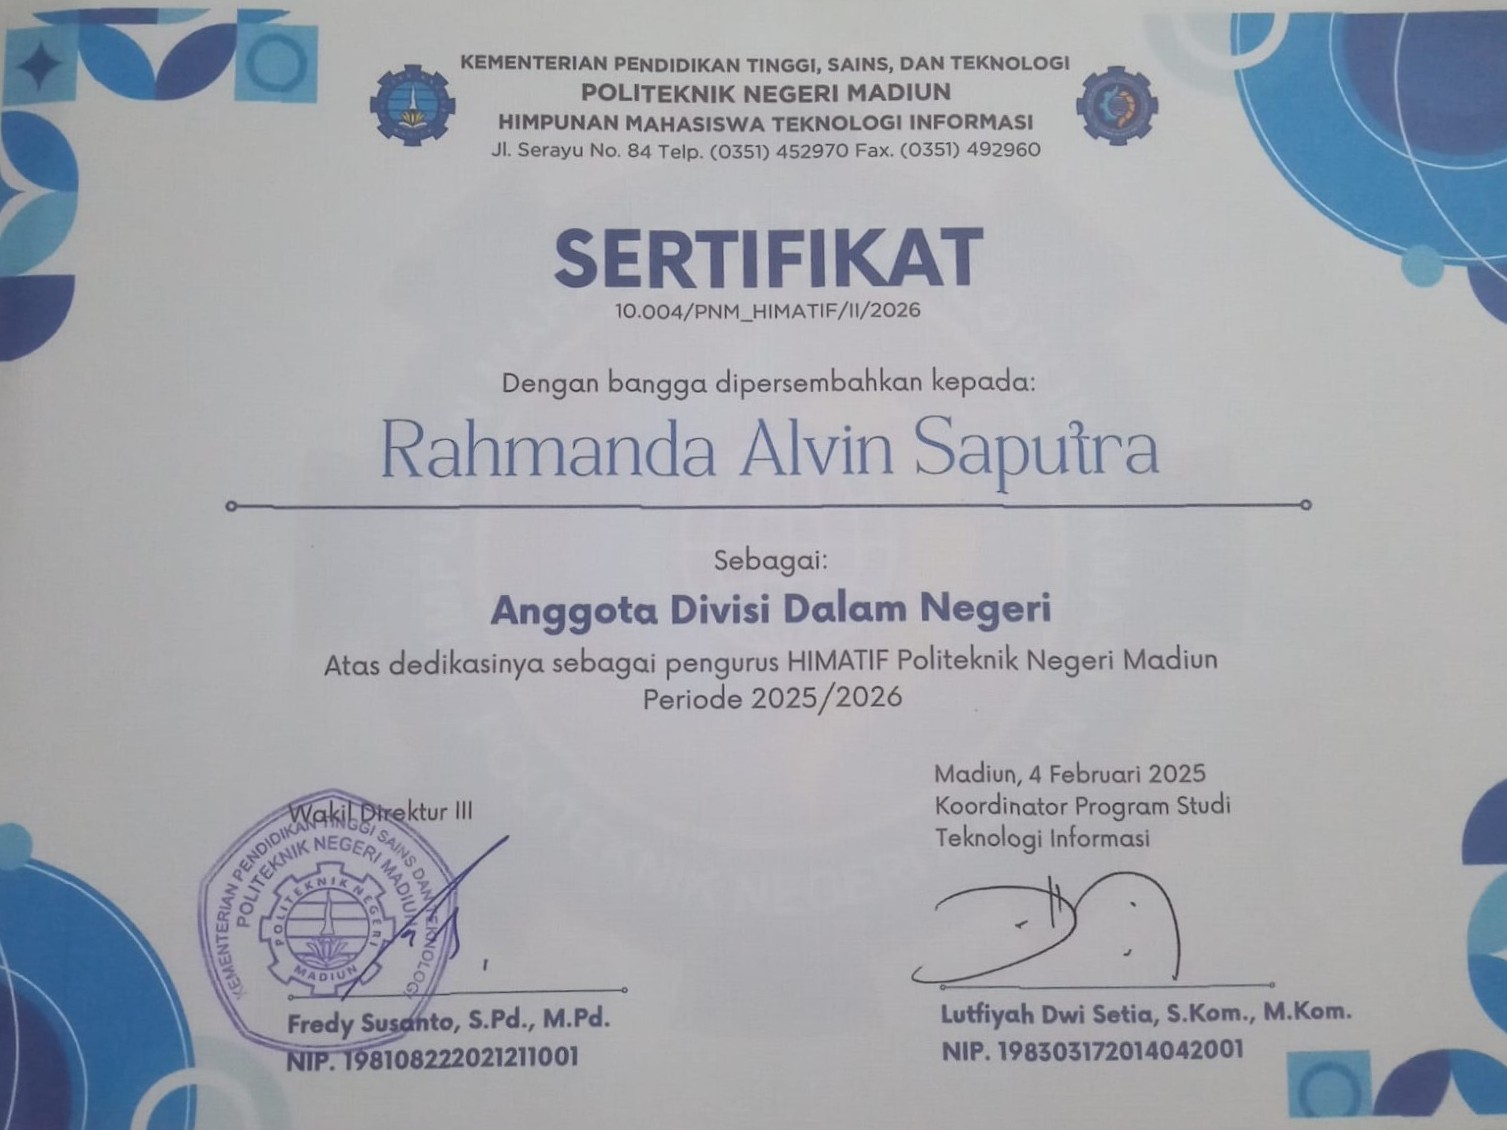 KEMENTERIAN PENDIDIKAN TINGGI, SAINS, DAN TEKNOLOGI
POLITEKNIK NEGERI MADIUN
HIMPUNAN MAHASISWA TEKNOLOGI INFORMASI
Jl. Serayu No. 84 Telp. (0351) 452970 Fax. (0351) 492960
SERTIFIKAT
10.004/PNM_HIMATIF/II/2026
Dengan bangga dipersembahkan kepada:
Rahmanda Alvin Saputra
Sebagai:
Anggota Divisi Dalam Negeri
Atas dedikasinya sebagai pengurus HIMATIF Politeknik Negeri Madiun
Periode 2025/2026
Madiun, 4 Februari 2025
Koordinator Program Studi
Teknologi Informasi
Wakil Direktur III
KEMENTERIAN PENDIDIKAN TINGGI SAINS DAN TEKNOLOGI
POLITEKNIK NEGERI MADIUN
POLITEKNIK NEGERI
MADIUN
Fredy Susanto, S.Pd., M.Pd.
NIP. 198108222021211001
Lutfiyah Dwi Setia, S.Kom., M.Kom.
NIP. 198303172014042001